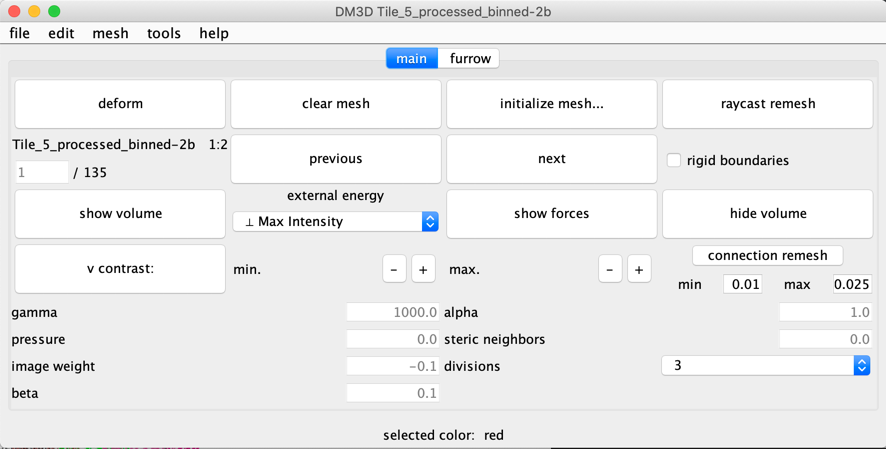 DM3D Tile_5_processed_binned-2b
file edit mesh tools help
main furrow
deform clear mesh initialize mesh... raycast remesh
Tile_5_processed_binned-2b 1:2
1 / 135 previous next rigid boundaries
external energy
show volume ⊥ Max Intensity show forces hide volume
connection remesh
v contrast: min. - + max. - +
min 0.01 max 0.025
gamma 1000.0 alpha 1.0
pressure 0.0 steric neighbors 0.0
image weight -0.1 divisions 3
beta 0.1
selected color: red